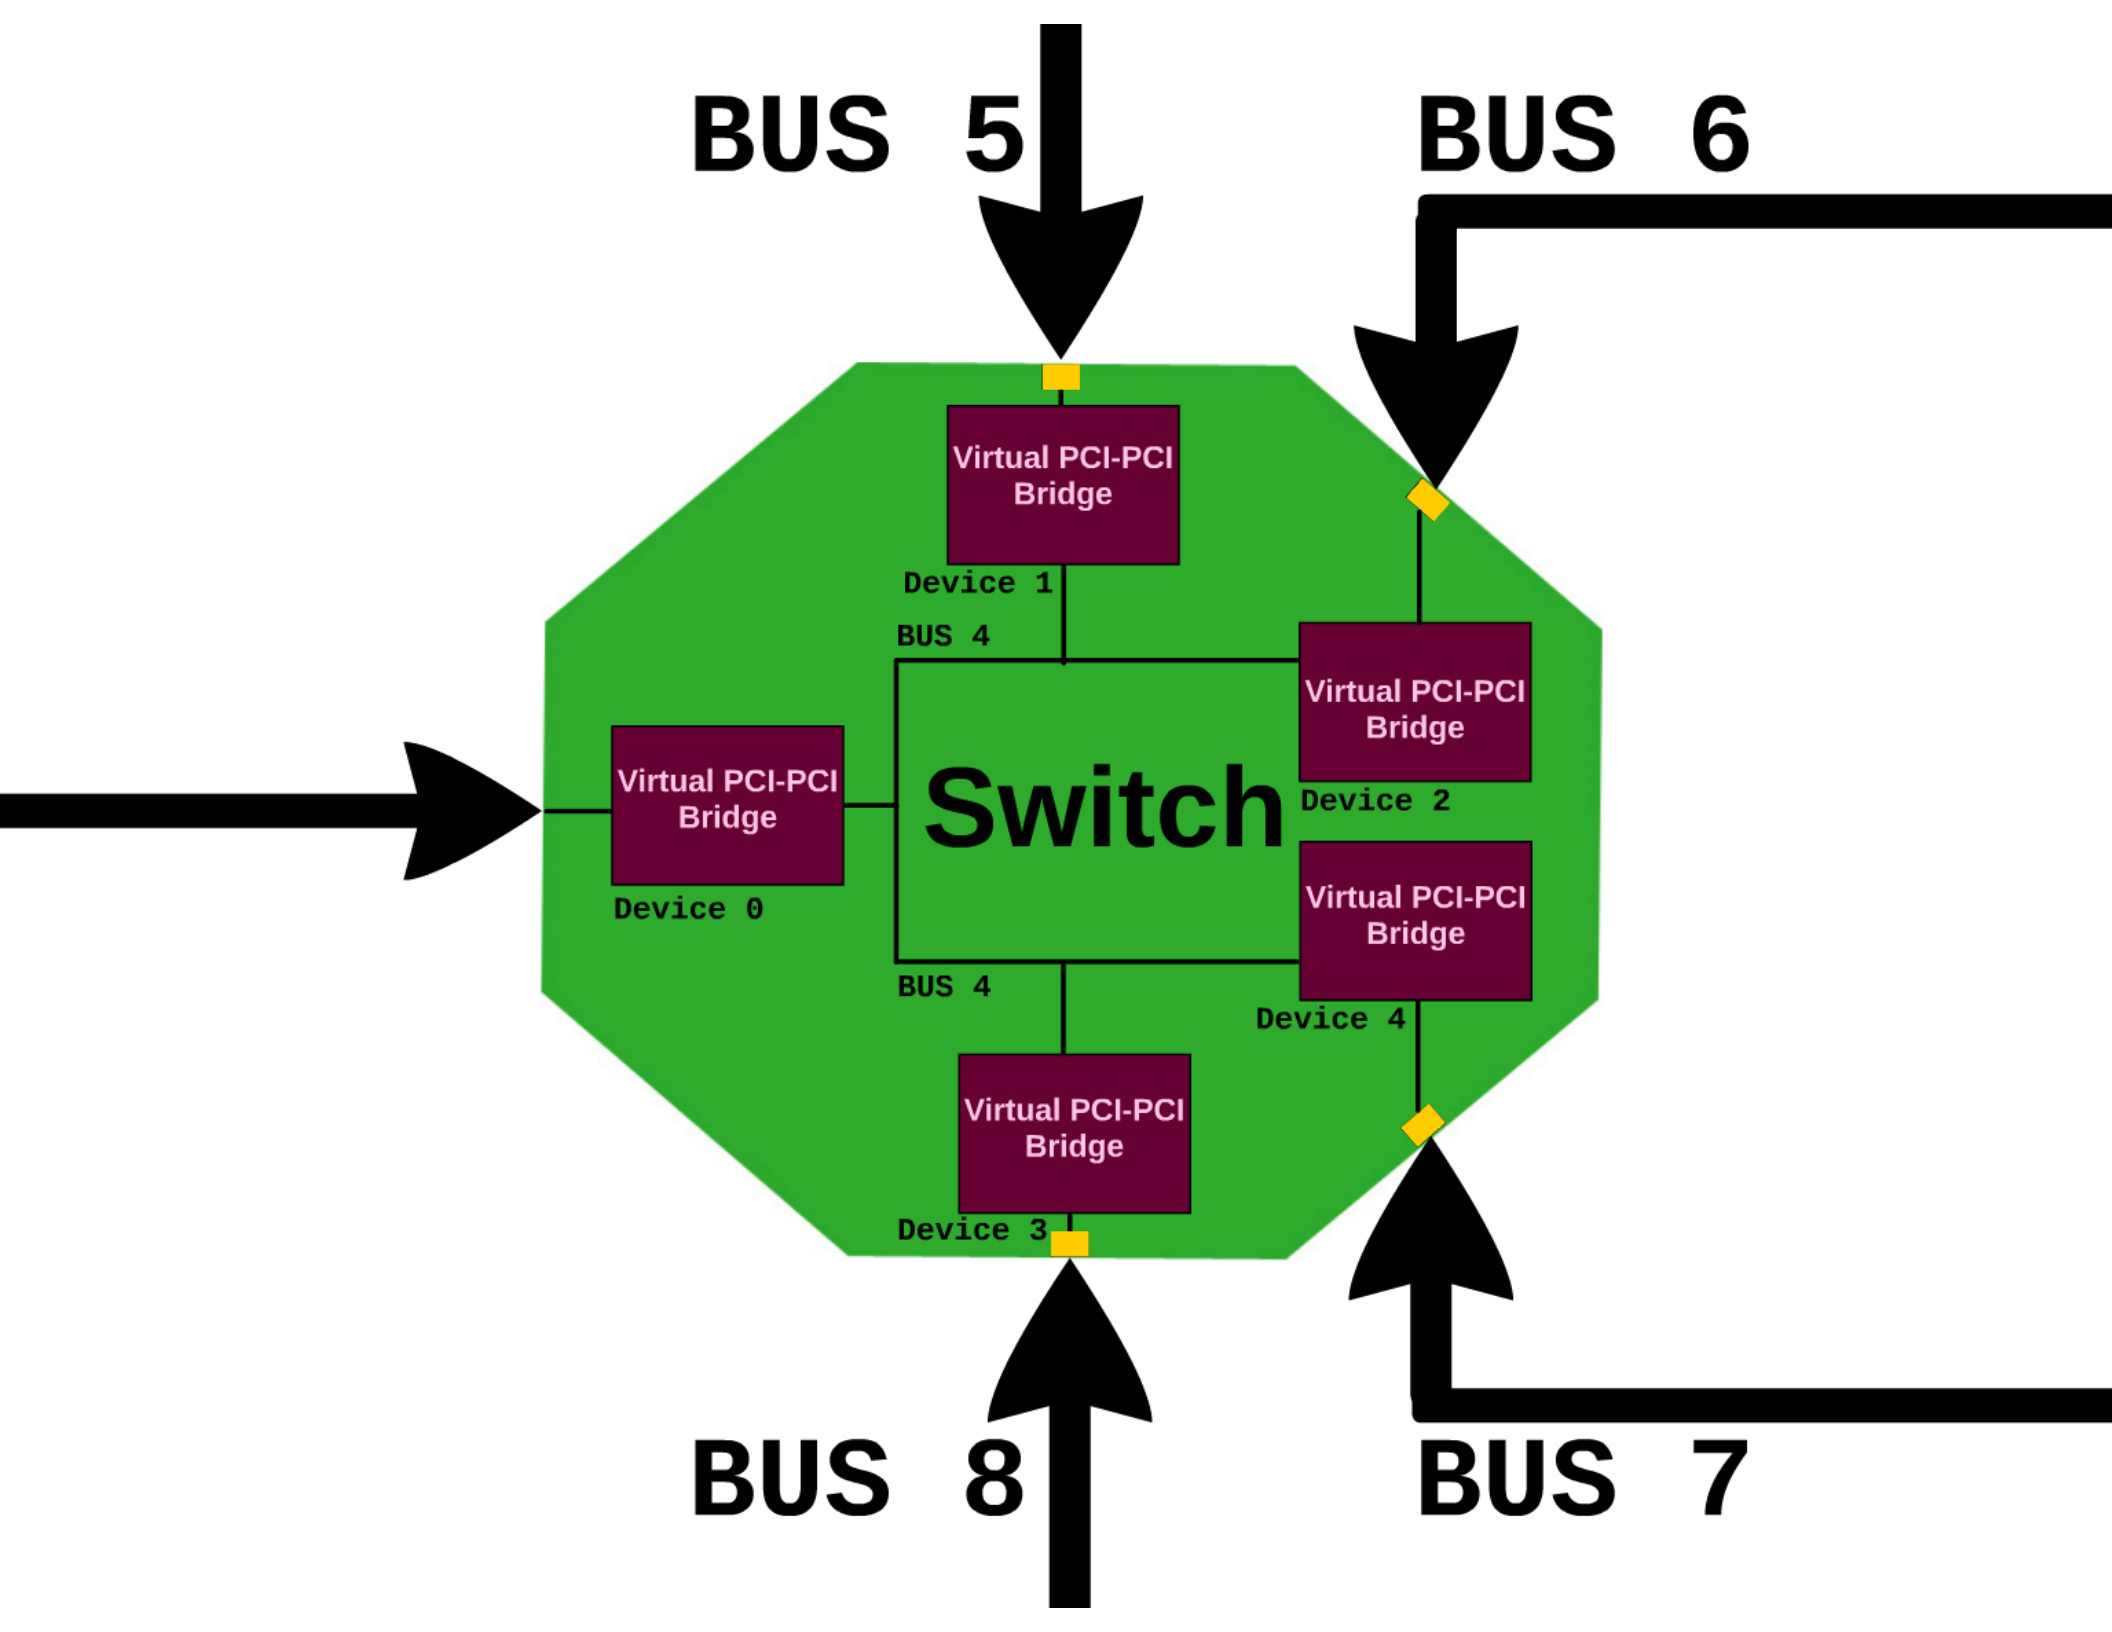 BUS 5
BUS 6
Virtual PCI-PCI
Bridge
Device 1
BUS 4
Virtual PCI-PCI
Bridge
Device 2
Virtual PCI-PCI
Bridge
Device 0
Switch
Virtual PCI-PCI
Bridge
Device 4
BUS 4
Virtual PCI-PCI
Bridge
Device 3
BUS 8
BUS 7